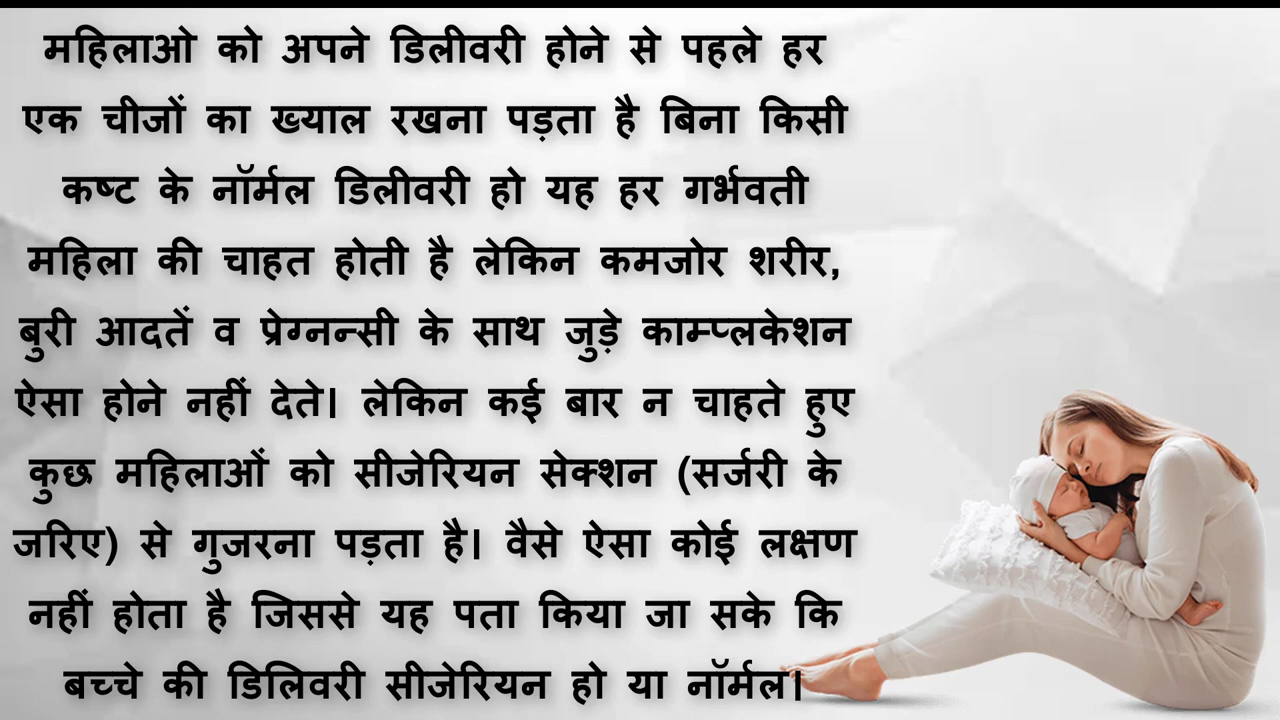 महिलाओ को अपने डिलीवरी होने से पहले हर
एक चीजों का ख्याल रखना पड़ता है बिना किसी
कष्ट के नॉर्मल डिलीवरी हो यह हर गर्भवती
महिला की चाहत होती है लेकिन कमजोर शरीर,
बुरी आदतें व प्रेग्नन्सी के साथ जुड़े काम्प्लकेशन
ऐसा होने नहीं देते। लेकिन कई बार न चाहते हुए
कुछ महिलाओं को सीजेरियन सेक्शन (सर्जरी के
जरिए) से गुजरना पड़ता है। वैसे ऐसा कोई लक्षण
नहीं होता है जिससे यह पता किया जा सके कि
बच्चे की डिलिवरी सीजेरियन हो या नॉर्मल।